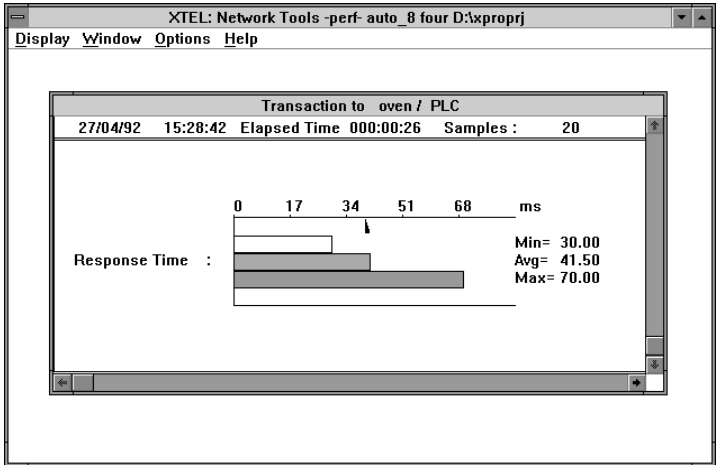 XTEL: Network Tools -perf- auto_8 four D:\xproprj
Display Window Options Help
Transaction to oven / PLC
27/04/92 15:28:42 Elapsed Time 000:00:26 Samples : 20
0 17 34 51 68 ms
Min= 30.00
Response Time : Avg= 41.50
Max= 70.00